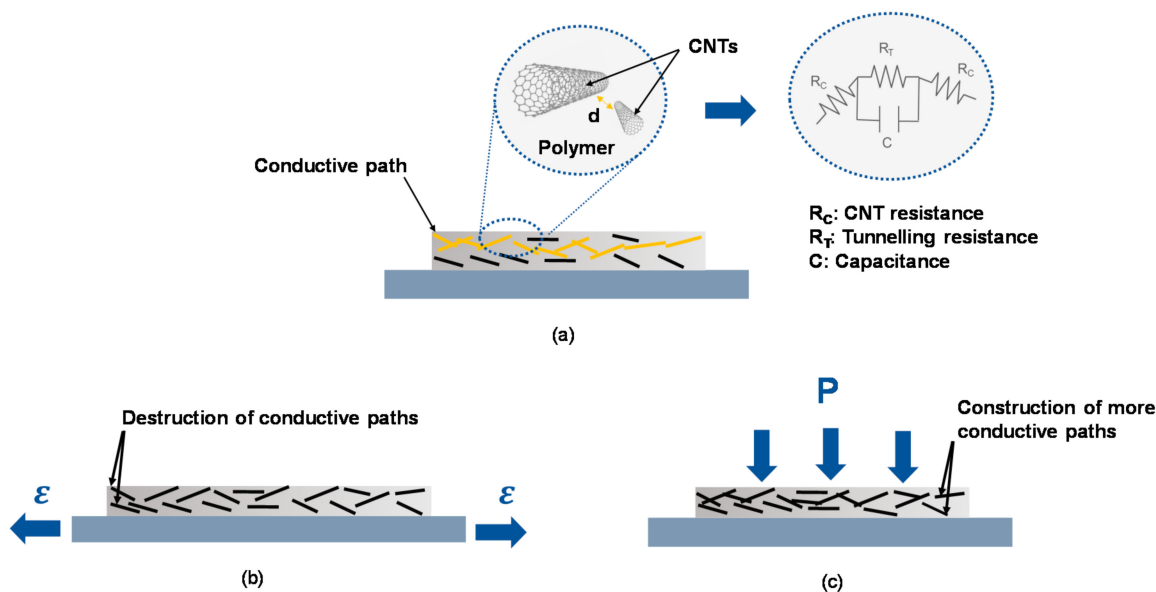 CNTs
d
Polymer
R_T
R_C
R_C
C
Conductive path
R_C: CNT resistance
R_T: Tunnelling resistance
C: Capacitance
(a)
Destruction of conductive paths
ε
ε
(b)
P
Construction of more
conductive paths
(c)